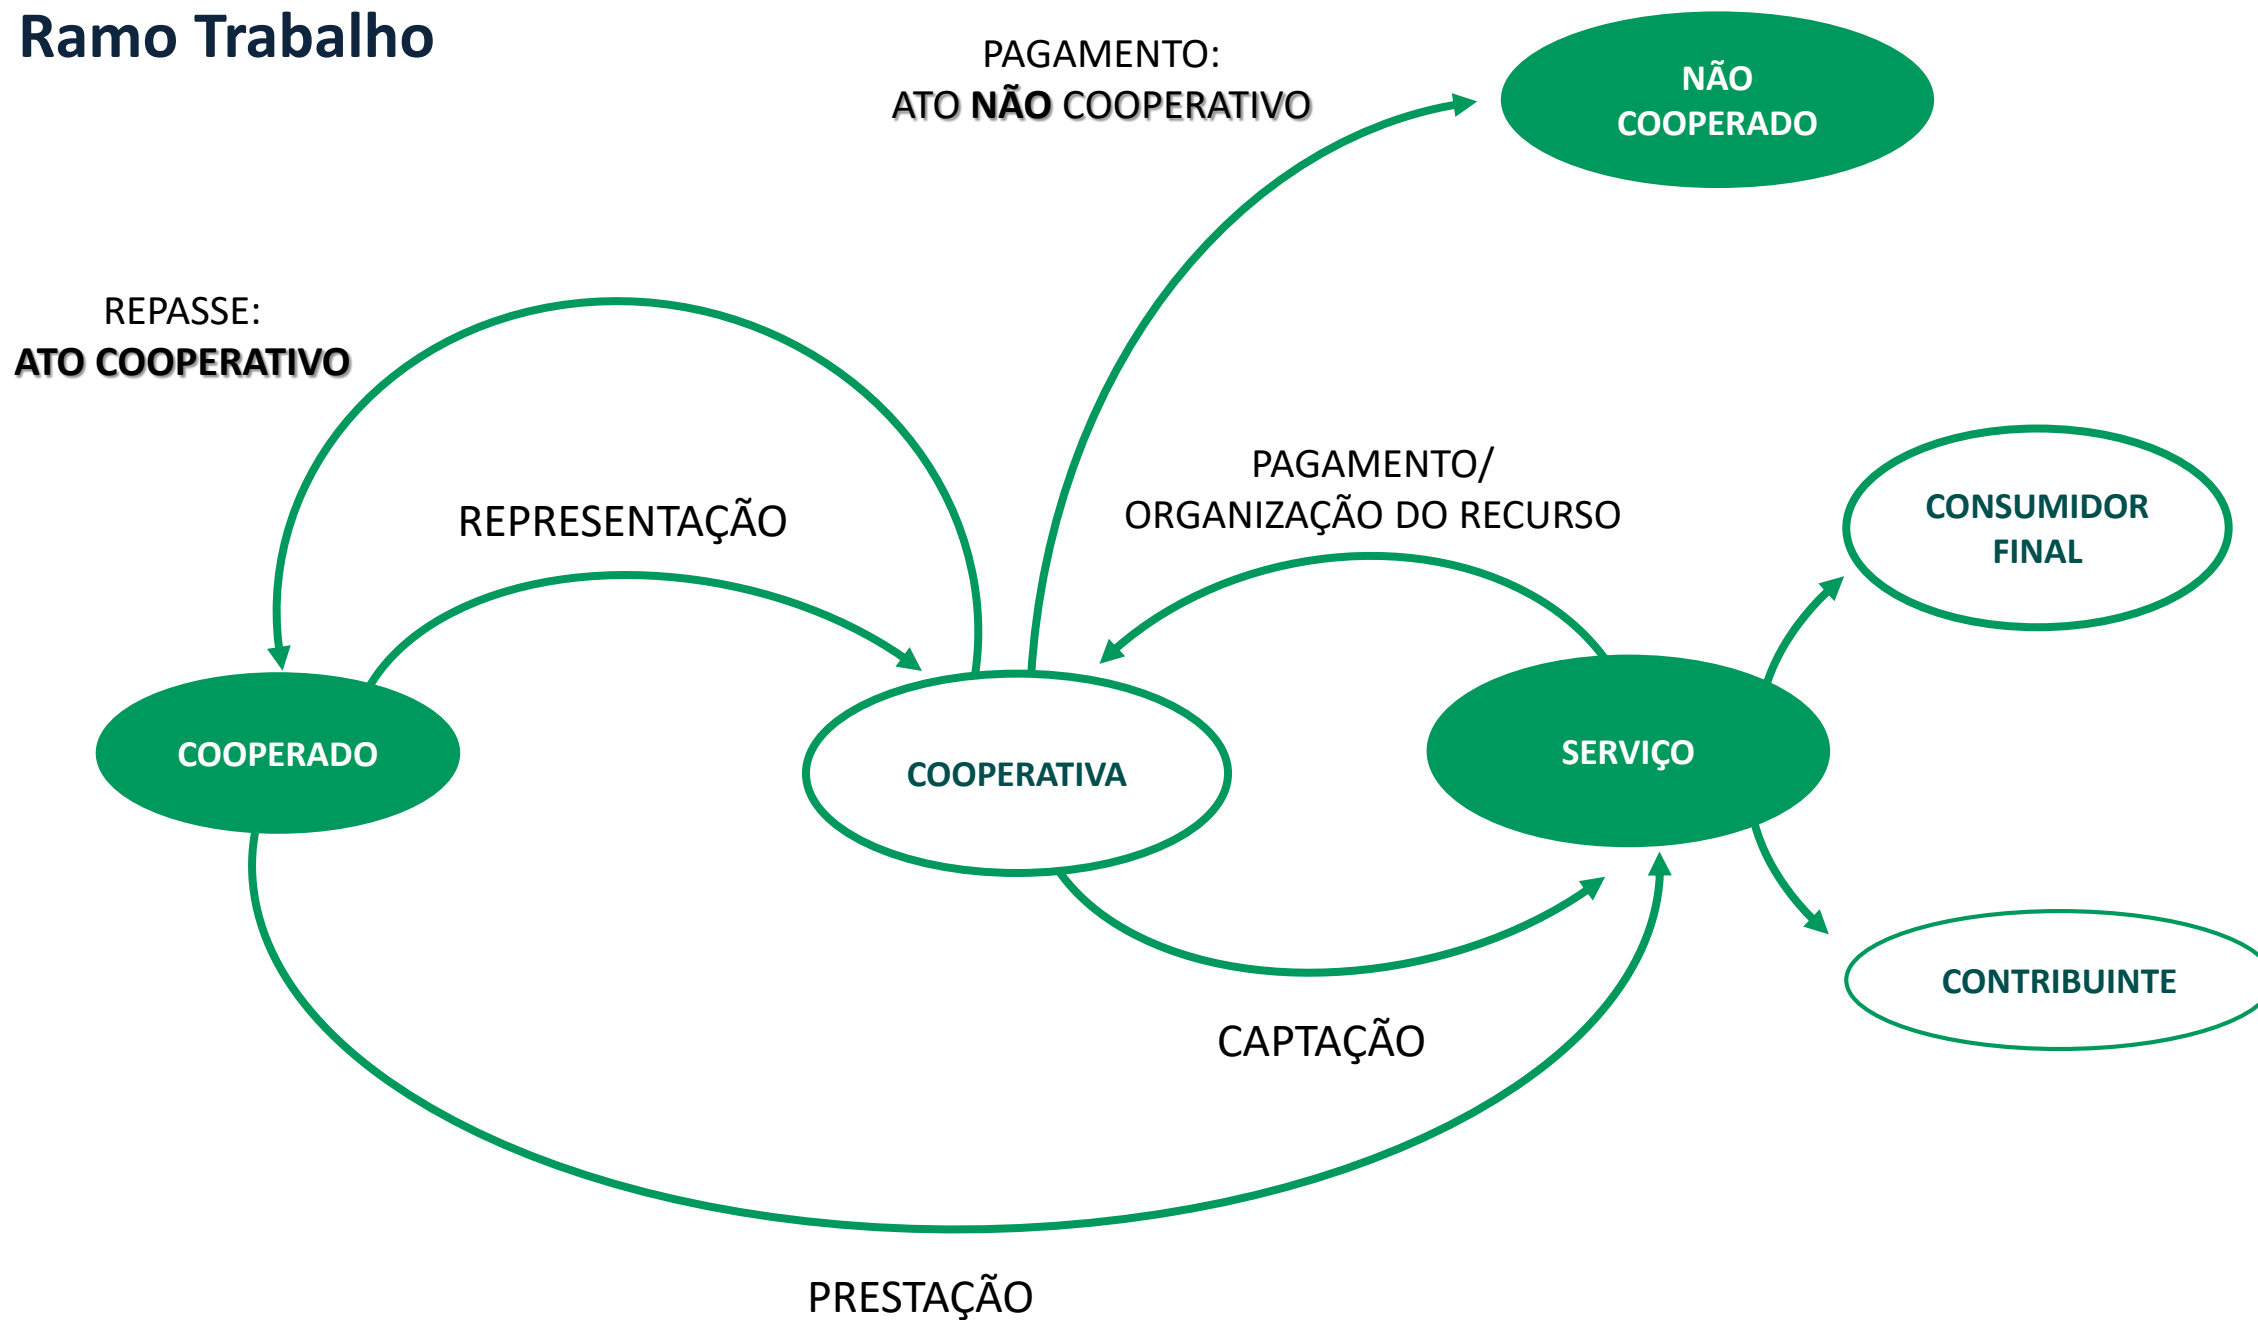 Ramo Trabalho
PAGAMENTO:
ATO NÃO COOPERATIVO
NÃO
COOPERADO
REPASSE:
ATO COOPERATIVO
REPRESENTAÇÃO
PAGAMENTO/
ORGANIZAÇÃO DO RECURSO
CONSUMIDOR
FINAL
COOPERADO
COOPERATIVA
SERVIÇO
CONTRIBUINTE
CAPTAÇÃO
PRESTAÇÃO